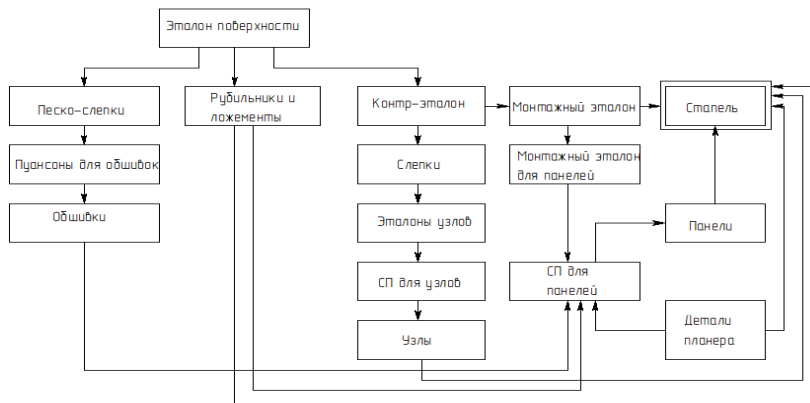 Эталон поверхности
Песко-слепки
Рубильники и
ложементы
Контр-эталон
Монтажный эталон
Стапель
Пуансоны для обшивок
Слепки
Монтажный эталон
для панелей
Обшивки
Эталоны узлов
Панели
СП для узлов
СП для
панелей
Узлы
Детали
планера